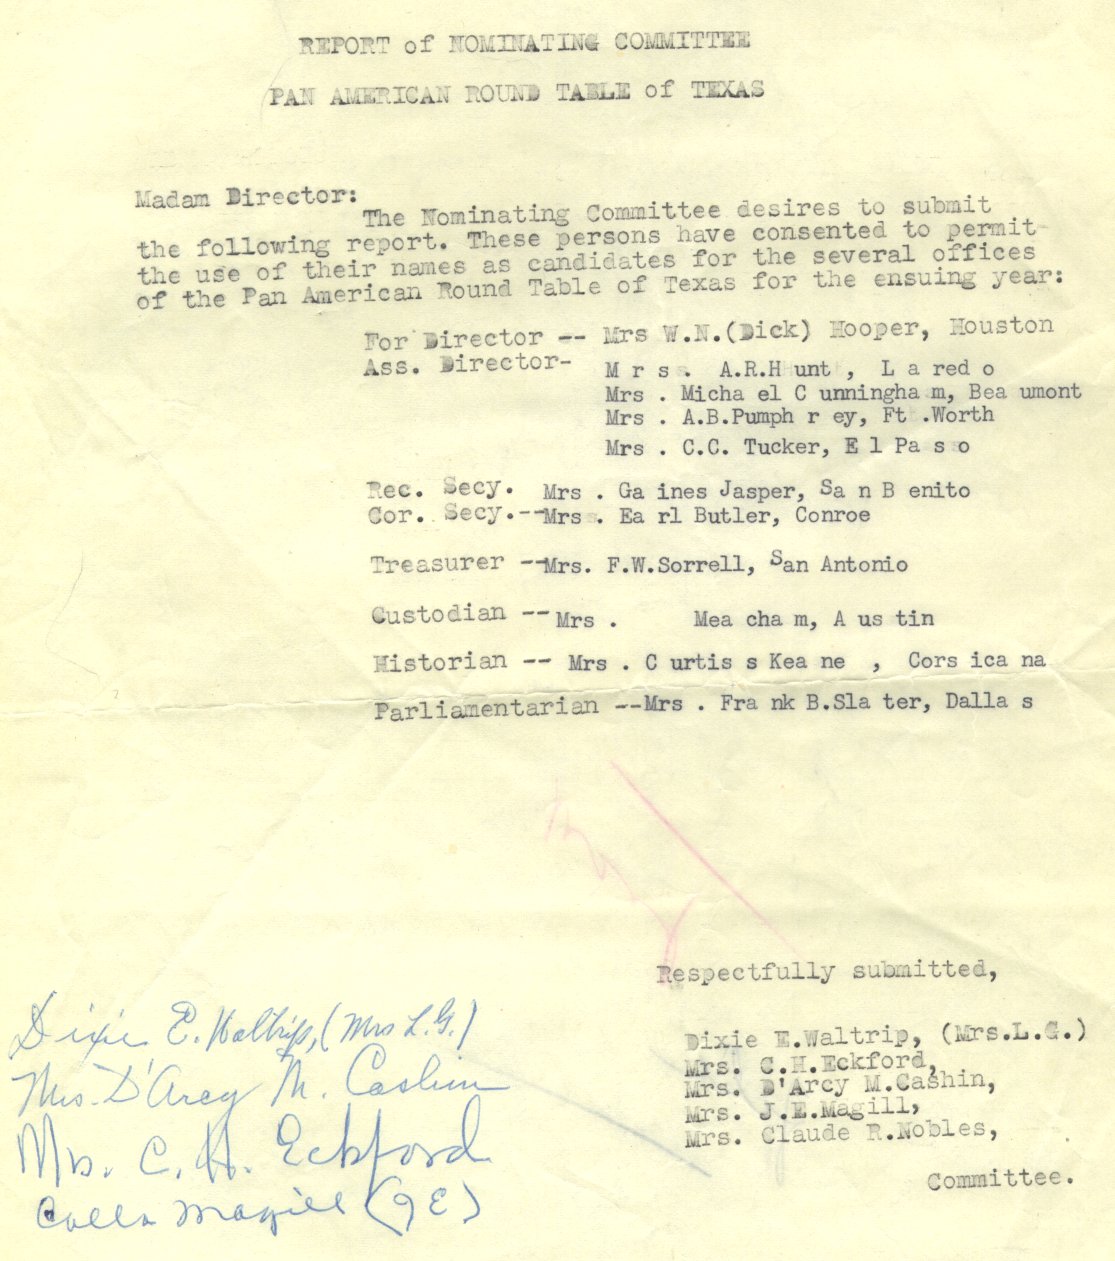 REPORT of NOMINATING COMMITTEE
PAN AMERICAN ROUND TABLE of TEXAS
Madam Director:
The Nominating Committee desires to submit
the following report. These persons have consented to permit
the use of their names as candidates for the several offices
of the Pan American Round Table of Texas for the ensuing year:
For Director -- Mrs W.N.(Dick) Hooper, Houston
Ass. Director- Mrs. A.R.Hunt, Laredo
Mrs. Michael Cunningham, Beaumont
Mrs. A.B.Pumphrey, Ft.Worth
Mrs. C.C. Tucker, El Paso
Rec. Secy. Mrs. Gaines Jasper, San Benito
Cor. Secy.--Mrs. Earl Butler, Conroe
Treasurer --Mrs. F.W.Sorrell, San Antonio
Custodian -- Mrs. Meacham, Austin
Historian -- Mrs. Curtiss Keane, Corsicana
Parliamentarian --Mrs. Frank B.Slater, Dallas
Respectfully submitted,
Dixie E.Waltrip, (Mrs.L.G.)
Mrs. C.H.Eckford,
Mrs. D'Arcy M.Cashin,
Mrs. J.E.Magill,
Mrs. Claude R.Nobles,
Committee.
Dixie E. Waltrip, (Mrs L.G.)
Mrs. D'Arcy M. Cashin
Mrs. C. H. Eckford
Magill (J E)